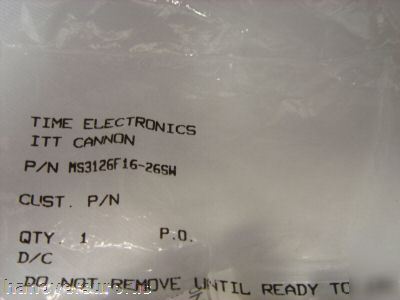 TIME ELECTRONICS
ITT CANNON
P/N MS3126F16-26SW
CUST. P/N
QTY. 1 P.O.
D/C
DO NOT REMOVE UNTIL READY TO